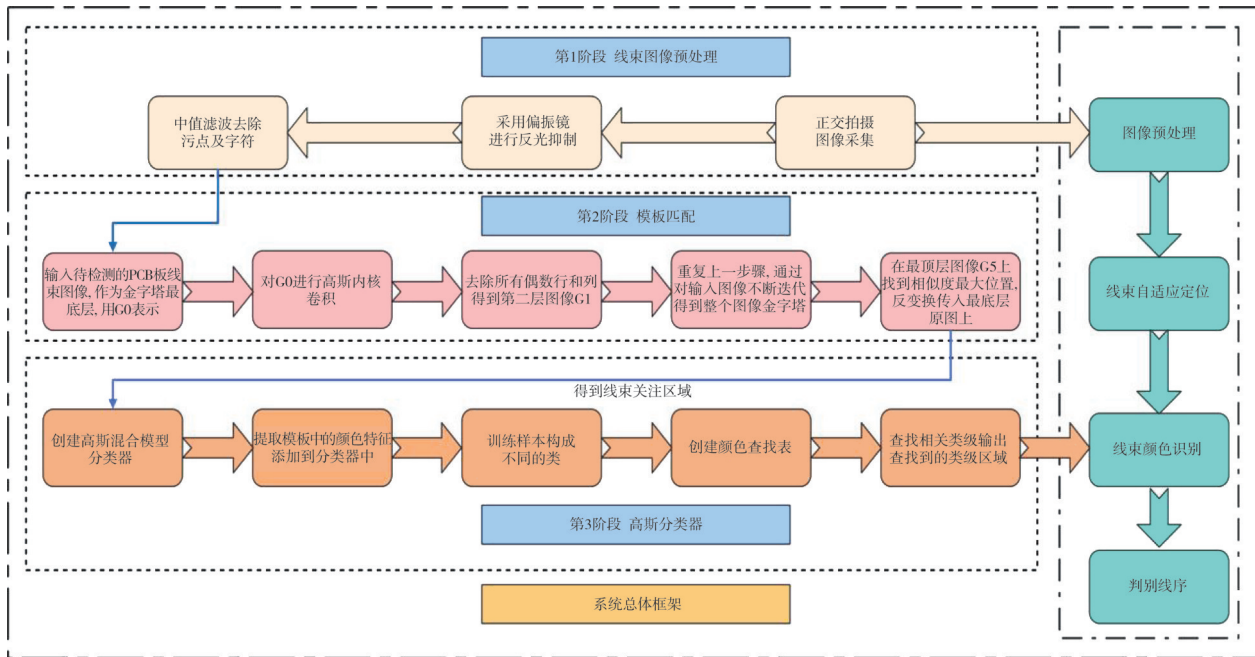 第1阶段 线束图像预处理
中值滤波去除
污点及字符
采用偏振镜
进行反光抑制
正交拍摄
图像采集
图像预处理
第2阶段 模板匹配
输入待检测的PCB板线
束图像, 作为金字塔最
底层, 用G0表示
对G0进行高斯内核
卷积
去除所有偶数行和列
得到第二层图像G1
重复上一步骤, 通过
对输入图像不断迭代
得到整个图像金字塔
在最顶层图像G5上
找到相似度最大位置,
反变换传入最底层
原图上
线束自适应定位
得到线束关注区域
创建高斯混合模型
分类器
提取模板中的颜色特征
添加到分类器中
训练样本构成
不同的类
创建颜色查找表
查找相关类级输出
查找到的类级区域
线束颜色识别
第3阶段 高斯分类器
系统总体框架
判别线序